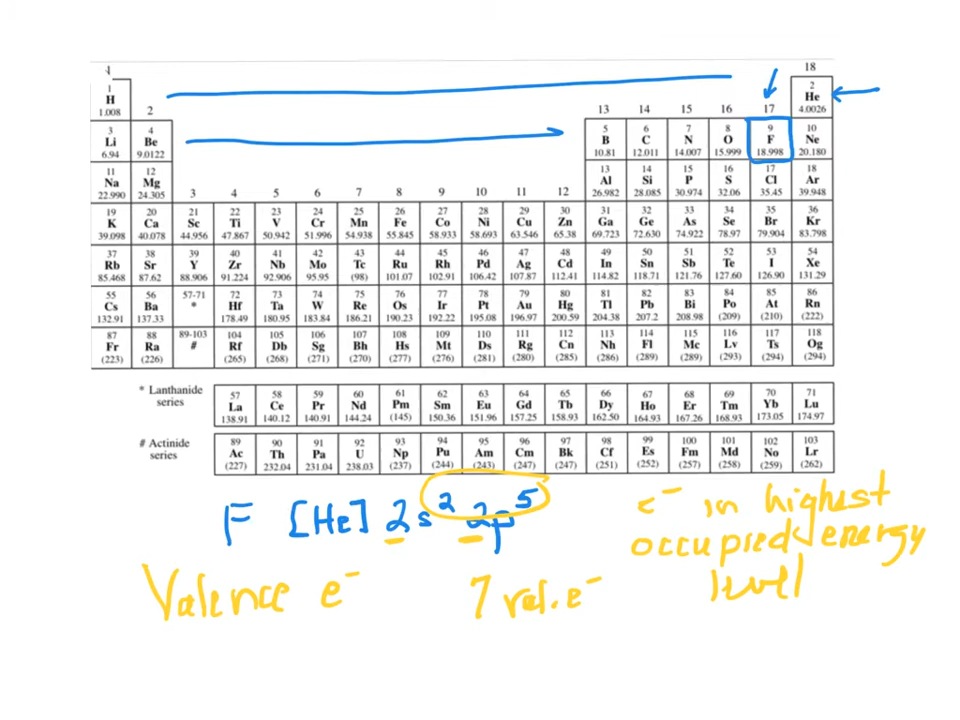 1 18
1 2
H He
1.008 2 13 14 15 16 17 4.0026
3 4 5 6 7 8 9 10
Li Be B C N O F Ne
6.94 9.0122 10.81 12.011 14.007 15.999 18.998 20.180
11 12 13 14 15 16 17 18
Na Mg Al Si P S Cl Ar
22.990 24.305 3 4 5 6 7 8 9 10 11 12 26.982 28.085 30.974 32.06 35.45 39.948
19 20 21 22 23 24 25 26 27 28 29 30 31 32 33 34 35 36
K Ca Sc Ti V Cr Mn Fe Co Ni Cu Zn Ga Ge As Se Br Kr
39.098 40.078 44.956 47.867 50.942 51.996 54.938 55.845 58.933 58.693 63.546 65.38 69.723 72.630 74.922 78.97 79.904 83.798
37 38 39 40 41 42 43 44 45 46 47 48 49 50 51 52 53 54
Rb Sr Y Zr Nb Mo Tc Ru Rh Pd Ag Cd In Sn Sb Te I Xe
85.468 87.62 88.906 91.224 92.906 95.95 (98) 101.07 102.91 106.42 107.87 112.41 114.82 118.71 121.76 127.60 126.90 131.29
55 56 57-71 72 73 74 75 76 77 78 79 80 81 82 83 84 85 86
Cs Ba * Hf Ta W Re Os Ir Pt Au Hg Tl Pb Bi Po At Rn
132.91 137.33 178.49 180.95 183.84 186.21 190.23 192.22 195.08 196.97 200.59 204.38 207.2 208.98 (209) (210) (222)
87 88 89-103 104 105 106 107 108 109 110 111 112 113 114 115 116 117 118
Fr Ra # Rf Db Sg Bh Hs Mt Ds Rg Cn Nh Fl Mc Lv Ts Og
(223) (226) (265) (268) (271) (270) (277) (276) (281) (280) (285) (286) (289) (289) (293) (294) (294)
* Lanthanide series
57 58 59 60 61 62 63 64 65 66 67 68 69 70 71
La Ce Pr Nd Pm Sm Eu Gd Tb Dy Ho Er Tm Yb Lu
138.91 140.12 140.91 144.24 (145) 150.36 151.96 157.25 158.93 162.50 164.93 167.26 168.93 173.05 174.97
# Actinide series
89 90 91 92 93 94 95 96 97 98 99 100 101 102 103
Ac Th Pa U Np Pu Am Cm Bk Cf Es Fm Md No Lr
(227) 232.04 231.04 238.03 (237) (244) (243) (247) (247) (251) (252) (257) (258) (259) (262)
F [He] 2s² 2p⁵
e⁻ in highest
occupied energy
level
Valence e⁻ 7 val. e⁻